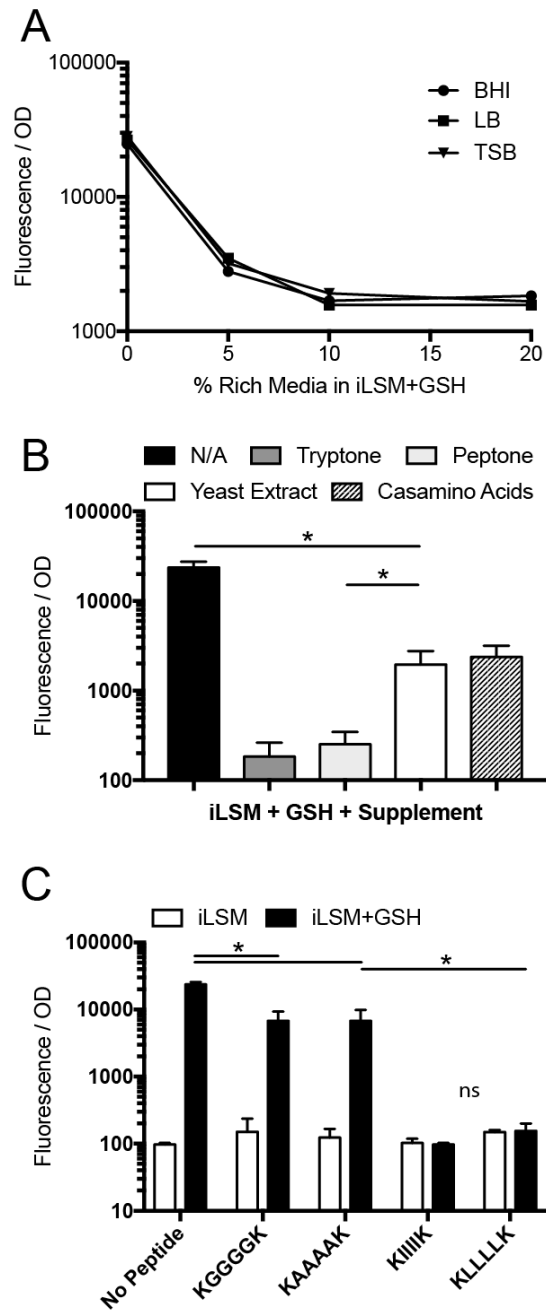 A
100000
10000
1000
Fluorescence / OD
BHI
LB
TSB
0 5 10 15 20
% Rich Media in iLSM+GSH
B
N/A Tryptone Peptone
Yeast Extract Casamino Acids
100000
10000
1000
100
Fluorescence / OD
* 
*
iLSM + GSH + Supplement
C
iLSM iLSM+GSH
100000
10000
1000
100
10
Fluorescence / OD
* *
ns
No Peptide KGGGGK KAAAAK KIIIIK KLLLLK